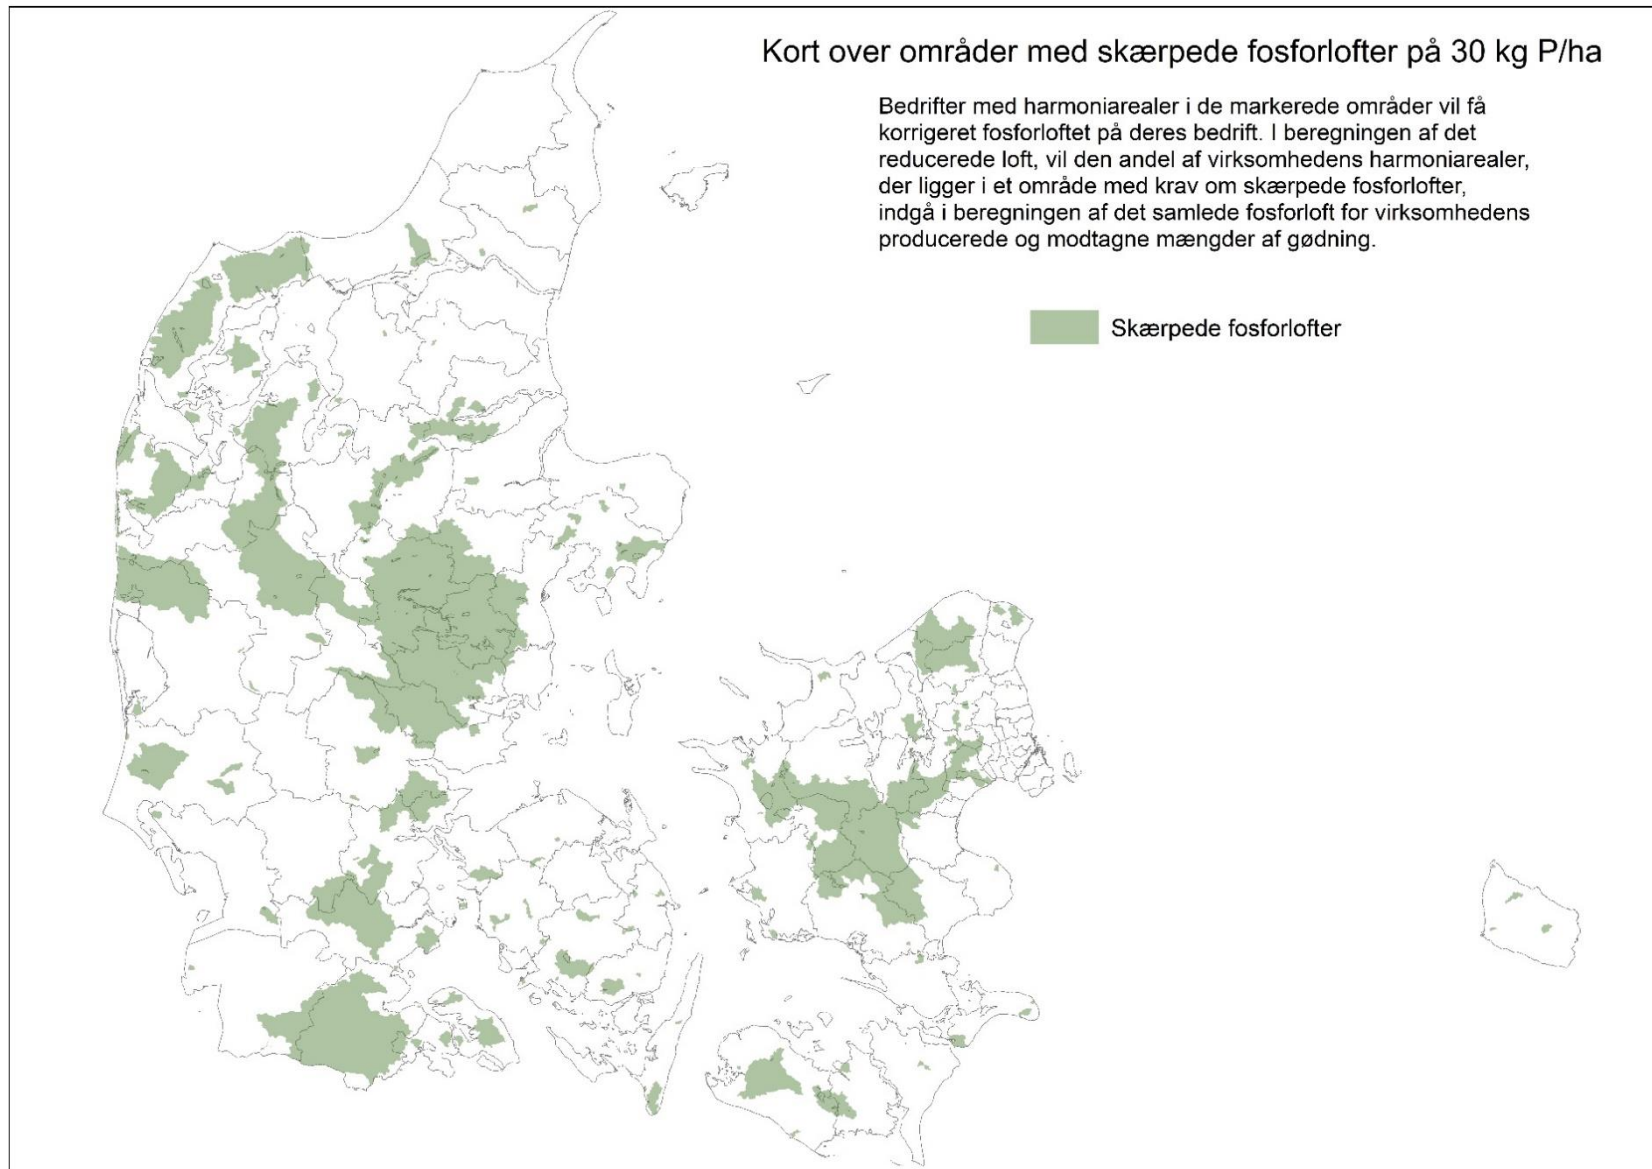 Kort over områder med skærpede fosforlofter på 30 kg P/ha
Bedrifter med harmoniarealer i de markerede områder vil få
korrigeret fosforloftet på deres bedrift. I beregningen af det
reducerede loft, vil den andel af virksomhedens harmoniarealer,
der ligger i et område med krav om skærpede fosforlofter,
indgå i beregningen af det samlede fosforloft for virksomhedens
producerede og modtagne mængder af gødning.
Skærpede fosforlofter